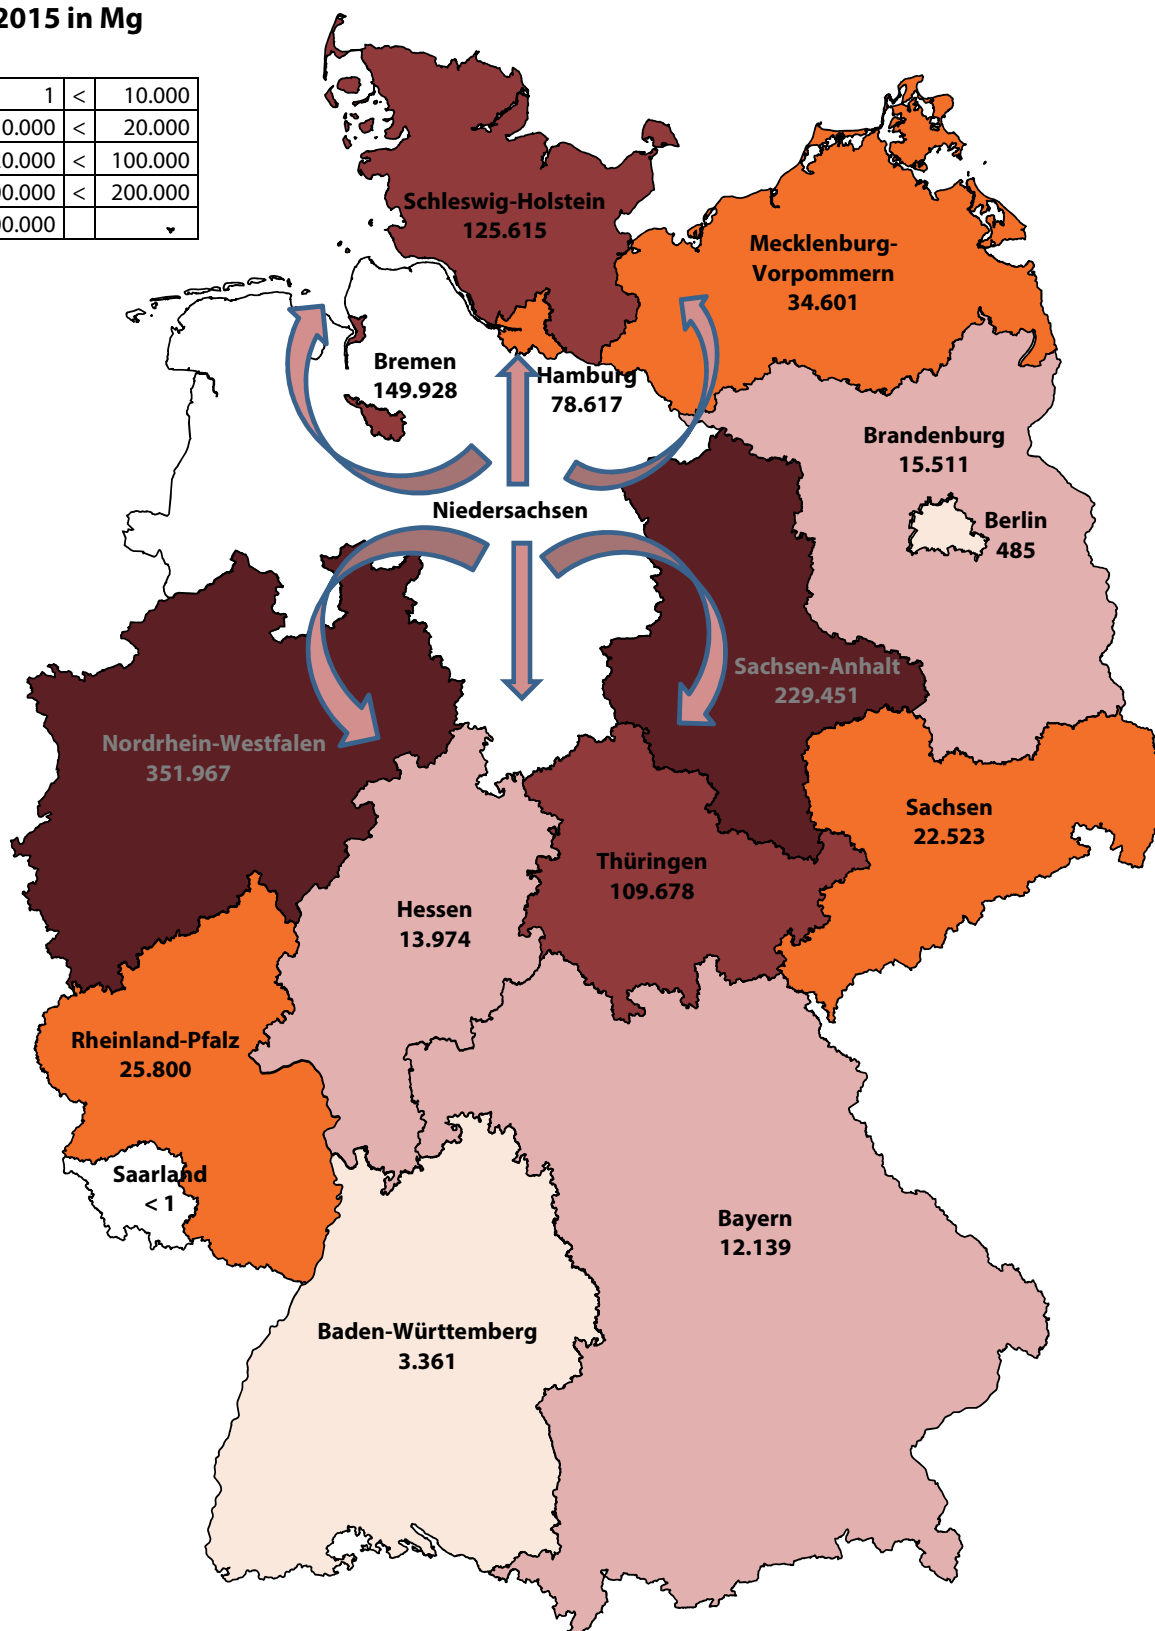 2015 in Mg
1 < 10.000
0.000 < 20.000
0.000 < 100.000
00.000 < 200.000
00.000
Schleswig-Holstein
125.615
Mecklenburg-
Vorpommern
34.601
Bremen
149.928
Hamburg
78.617
Brandenburg
15.511
Niedersachsen
Berlin
485
Sachsen-Anhalt
229.451
Nordrhein-Westfalen
351.967
Sachsen
22.523
Thüringen
109.678
Hessen
13.974
Rheinland-Pfalz
25.800
Saarland
< 1
Bayern
12.139
Baden-Württemberg
3.361